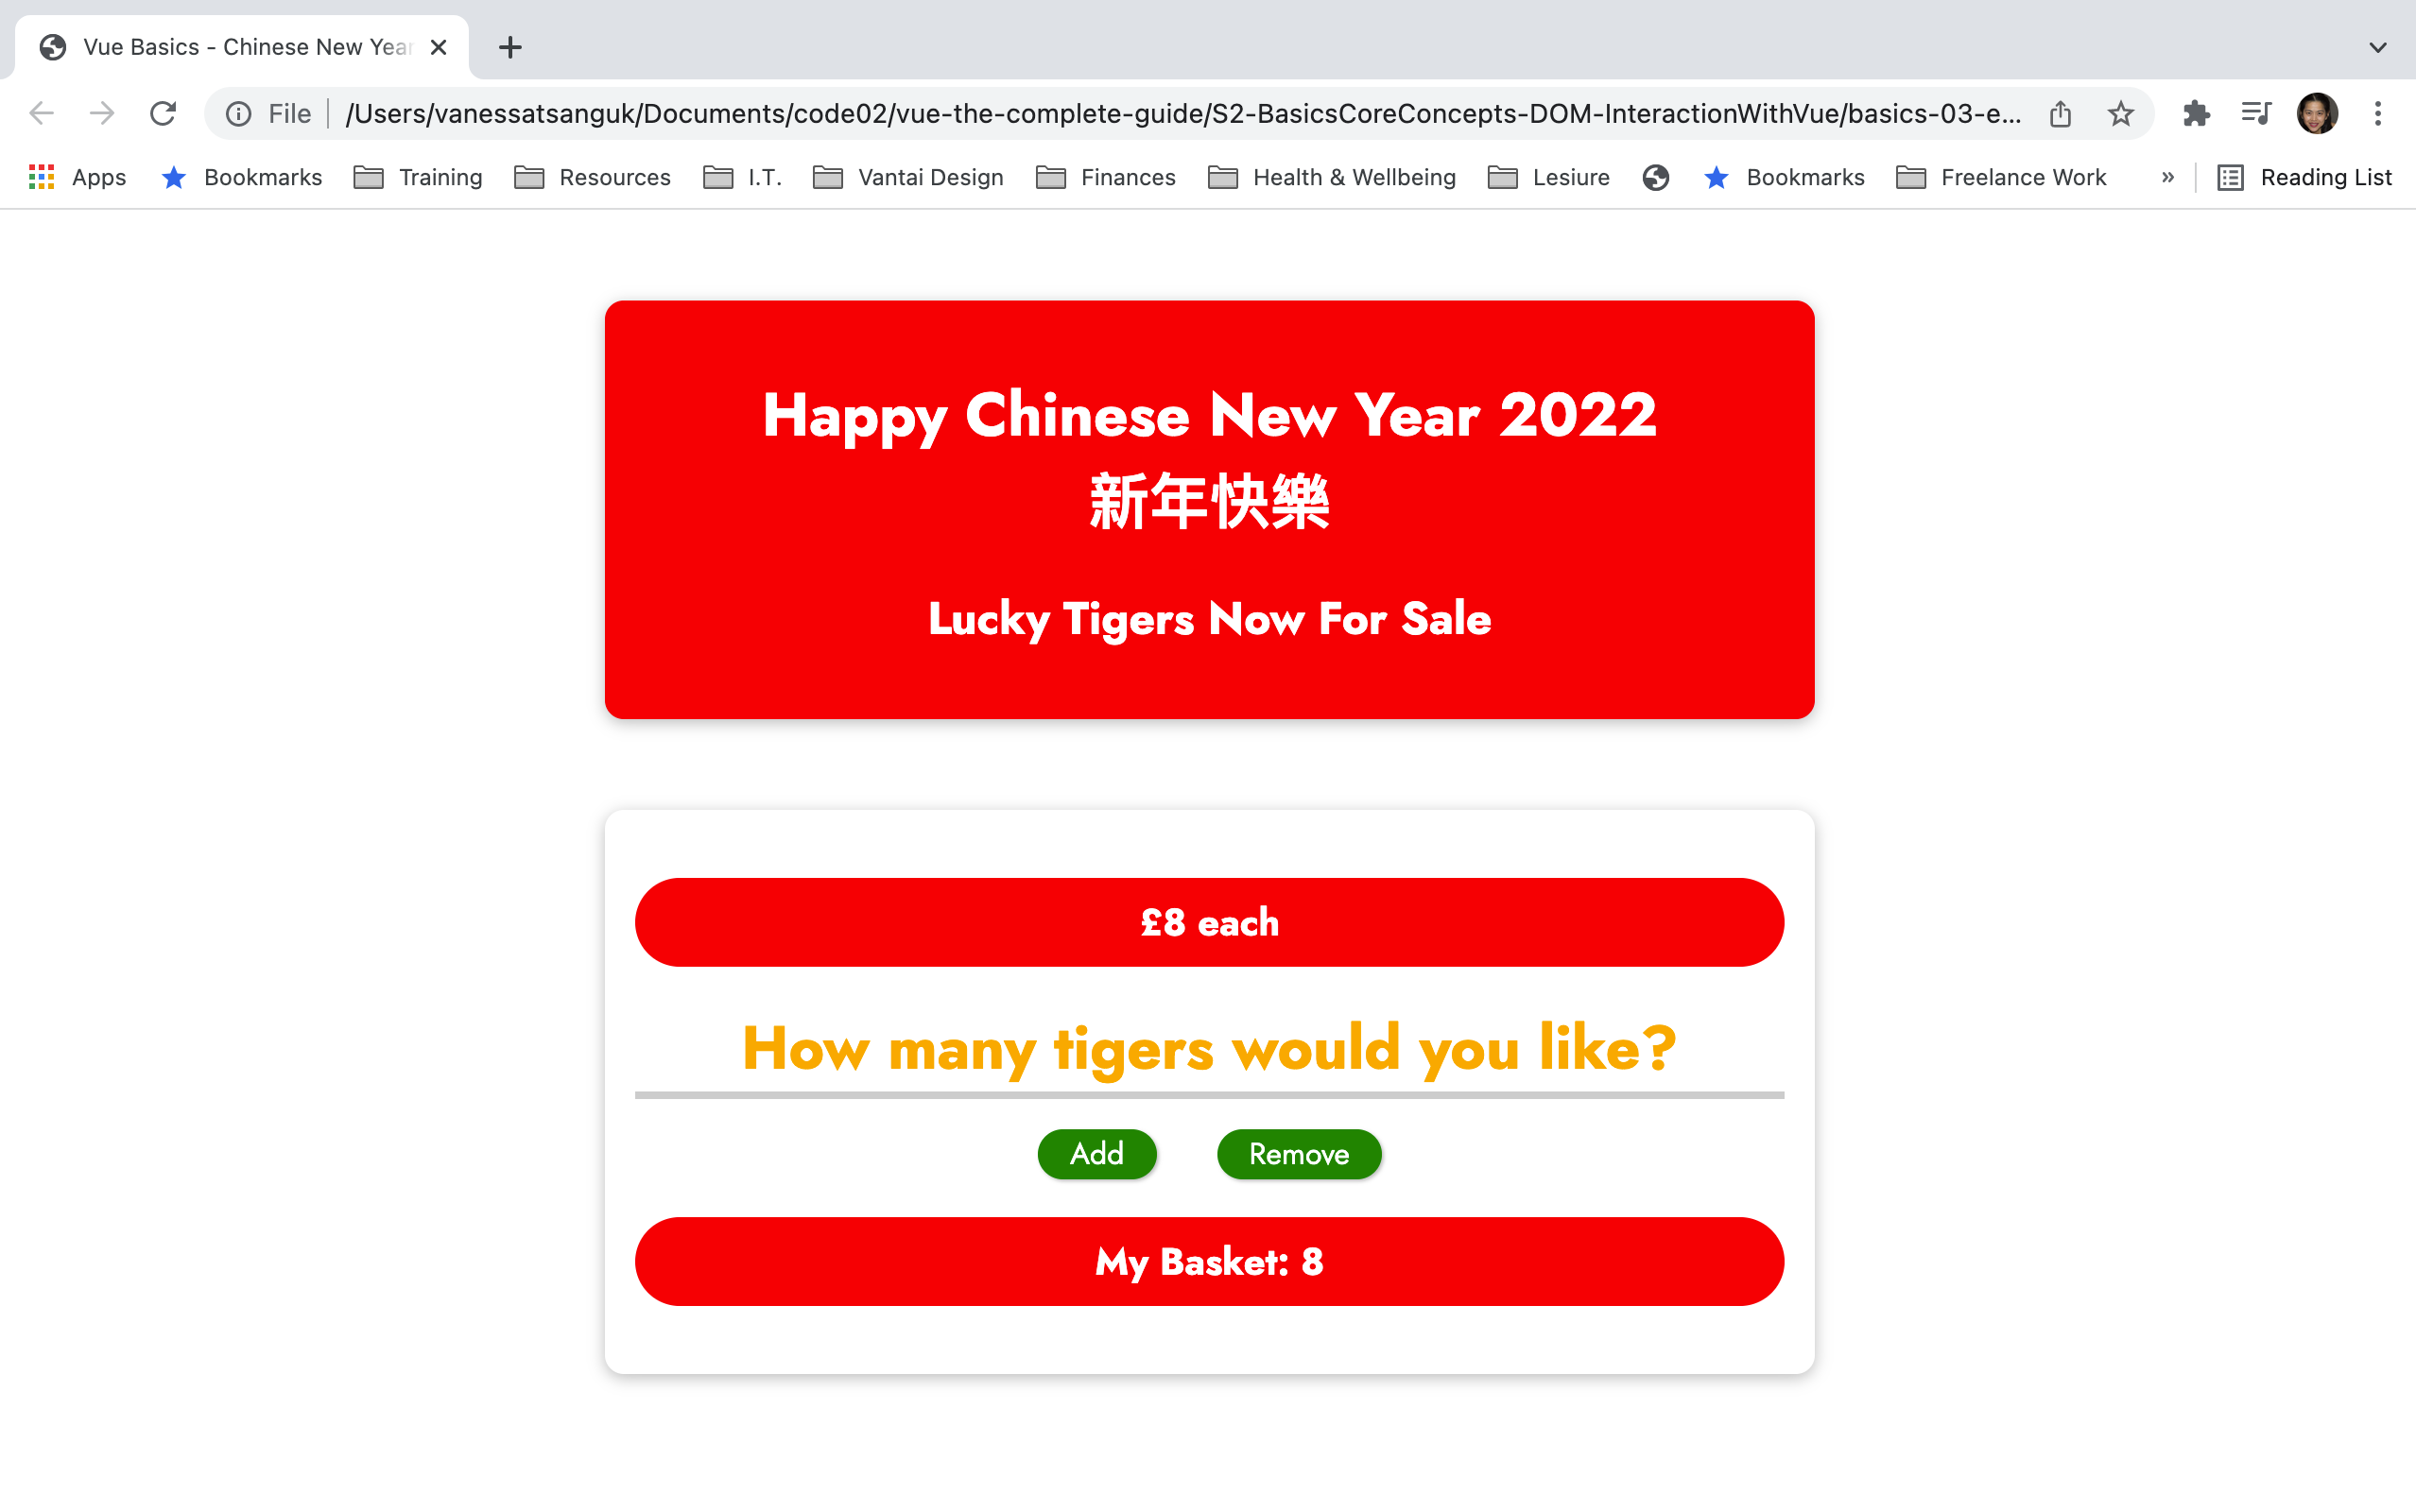 Vue Basics - Chinese New Year
File /Users/vanessatsanguk/Documents/code02/vue-the-complete-guide/S2-BasicsCoreConcepts-DOM-InteractionWithVue/basics-03-e...
Apps Bookmarks Training Resources I.T. Vantai Design Finances Health & Wellbeing Lesiure Bookmarks Freelance Work » Reading List
Happy Chinese New Year 2022
新年快樂
Lucky Tigers Now For Sale
£8 each
How many tigers would you like?
Add Remove
My Basket: 8